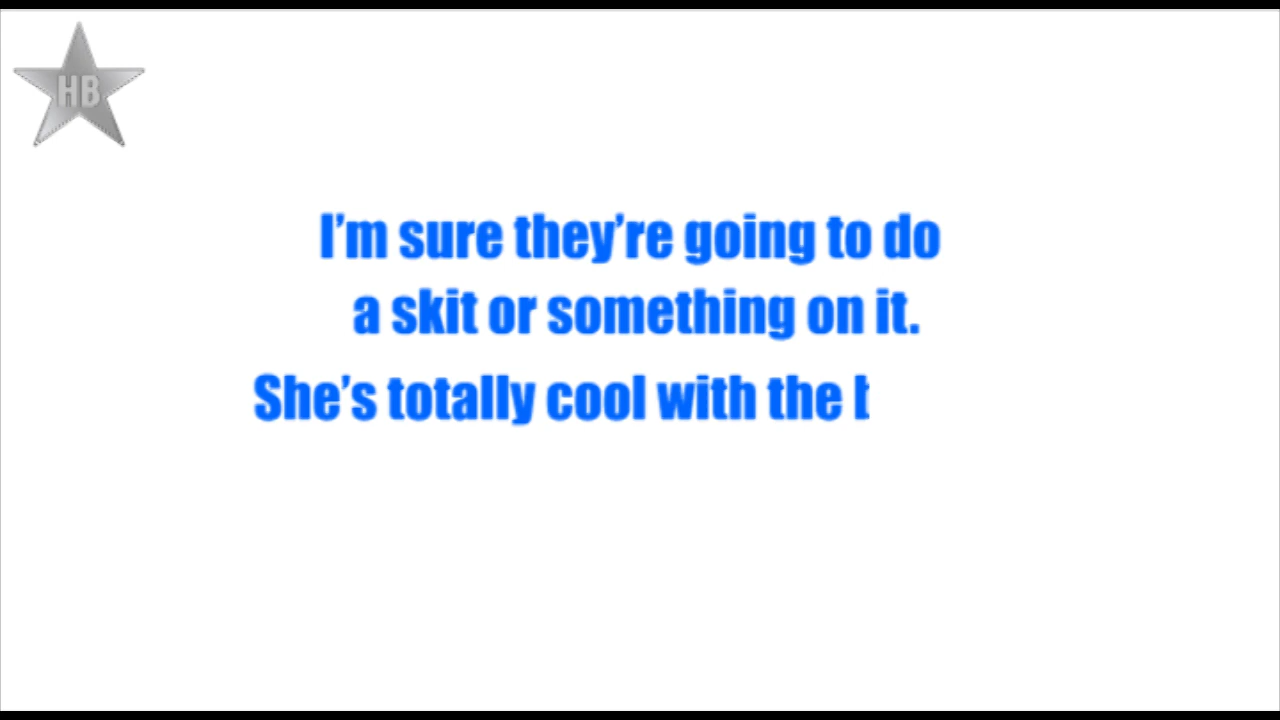 HB
I'm sure they're going to do
a skit or something on it.
She's totally cool with the